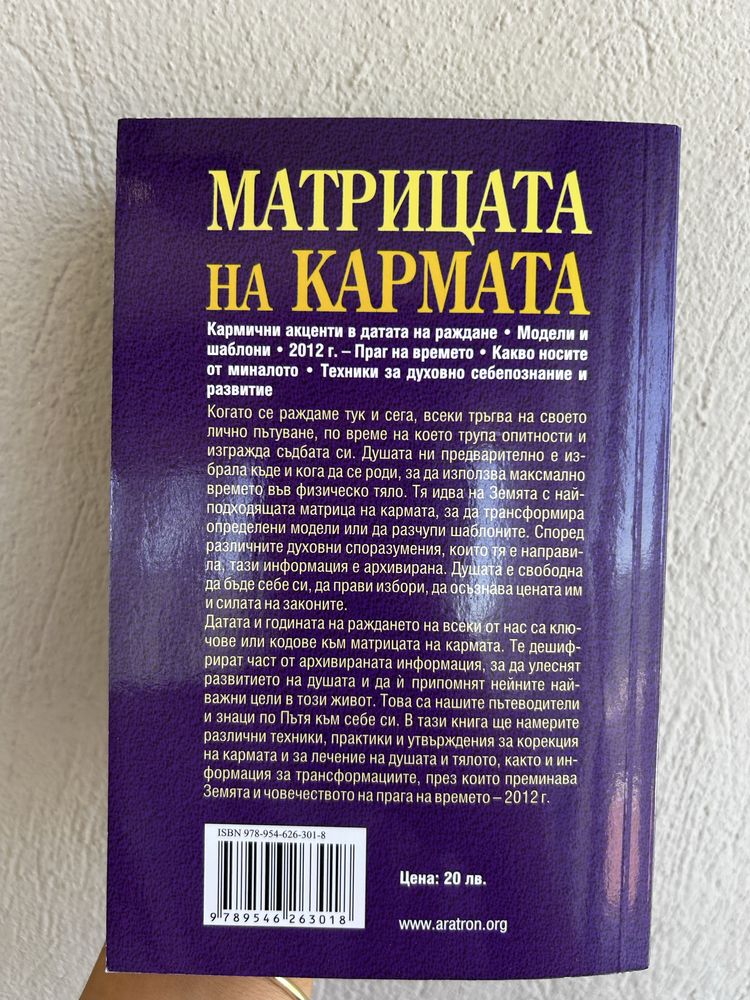 МАТРИЦАТА
НА КАРМАТА
Кармични акценти в датата на раждане • Модели и
шаблони • 2012 г. – Праг на времето • Какво носите
от миналото • Техники за духовно себепознание и
развитие
Когато се раждаме тук и сега, всеки тръгва на своето
лично пътуване, по време на което трупа опитности и
изгражда съдбата си. Душата ни предварително е из-
брала къде и кога да се роди, за да използва максмално
времето във физическо тяло. Тя идва на Земята с най-
подходящата матрица на кармата, за да трансформира
определени модели или да разчупи шаблоните. Според
различните духовни споразумения, които тя е направи-
ла, тази информация е архивирана. Душата е свободна
да бъде себе си, да прави избори, да осъзнава цената им
и силата на законите.
Датата и годината на раждането на всеки от нас са клю-
чове или кодове към матрицата на кармата. Те дешиф-
рират част от архивираната информация, за да улеснят
развитието на душата и да ѝ припомнят нейните най-
важни цели в този живот. Това са нашите пътеводители
и знаци по Пътя към себе си. В тази книга ще намерите
различни техники, практики и утвърждения за корекция
на кармата и за лечение на душата и тялото, както и ин-
формация за трансформациите, през които преминава
Земята и човечеството на прага на времето – 2012 г.
ISBN 978-954-626-301-8
9 789546 263018
Цена: 20 лв.
www.aratron.org